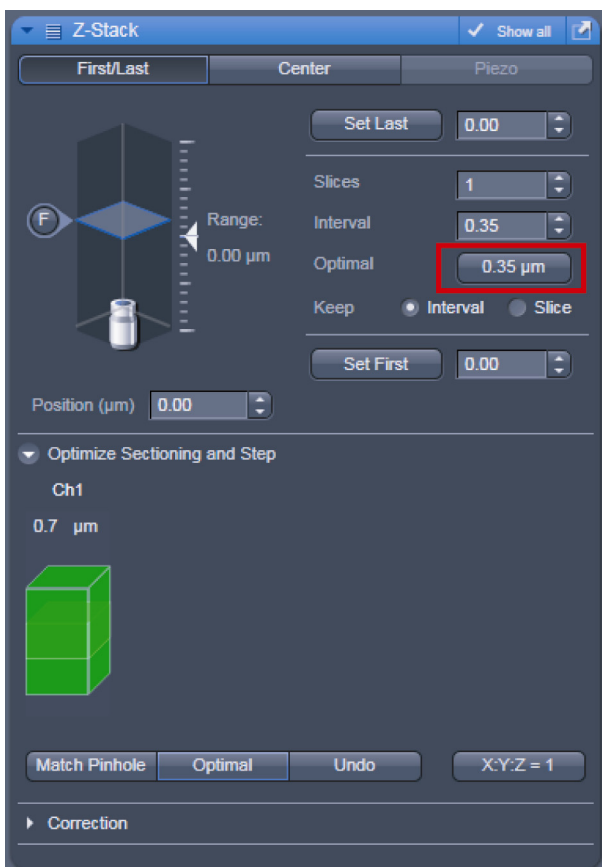 Z-Stack
Show all
First/Last Center Piezo
Set Last 0.00
Slices 1
F
Range:
0.00 µm
Interval 0.35
Optimal 0.35 µm
Keep Interval Slice
Set First 0.00
Position (µm) 0.00
Optimize Sectioning and Step
Ch1
0.7 µm
Match Pinhole Optimal Undo X:Y:Z = 1
Correction